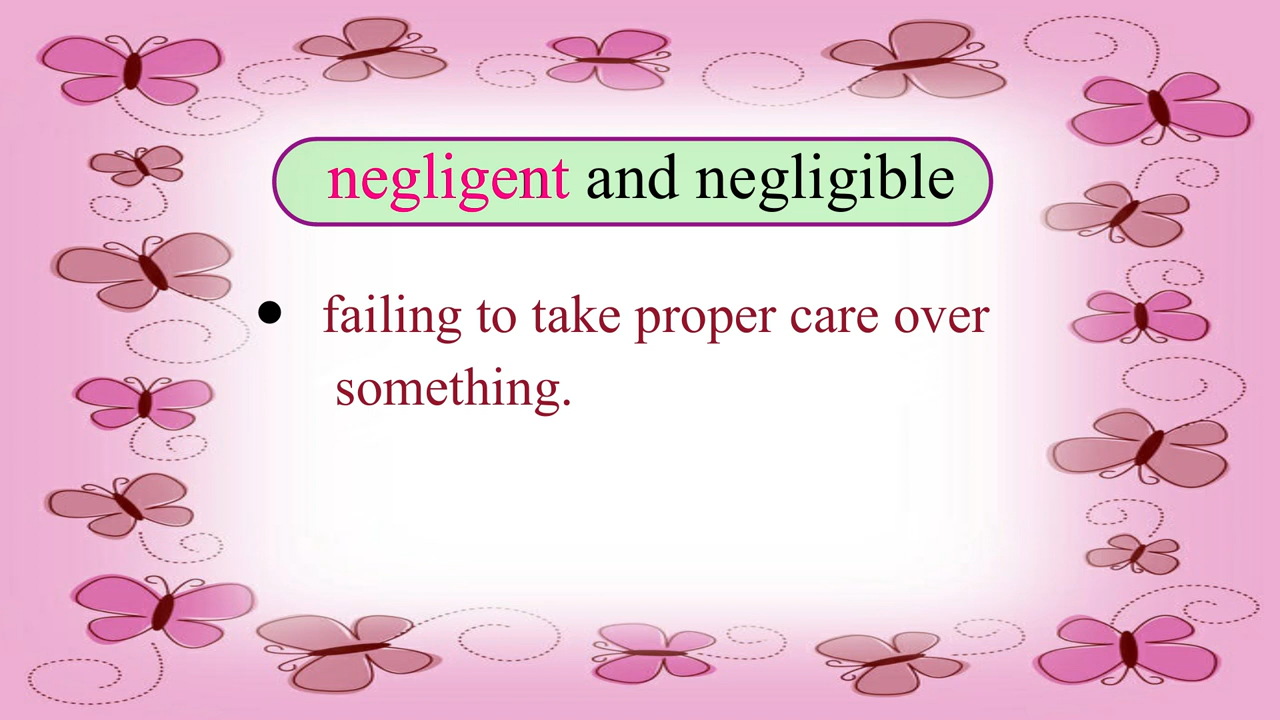 negligent and negligible
• failing to take proper care over
something.